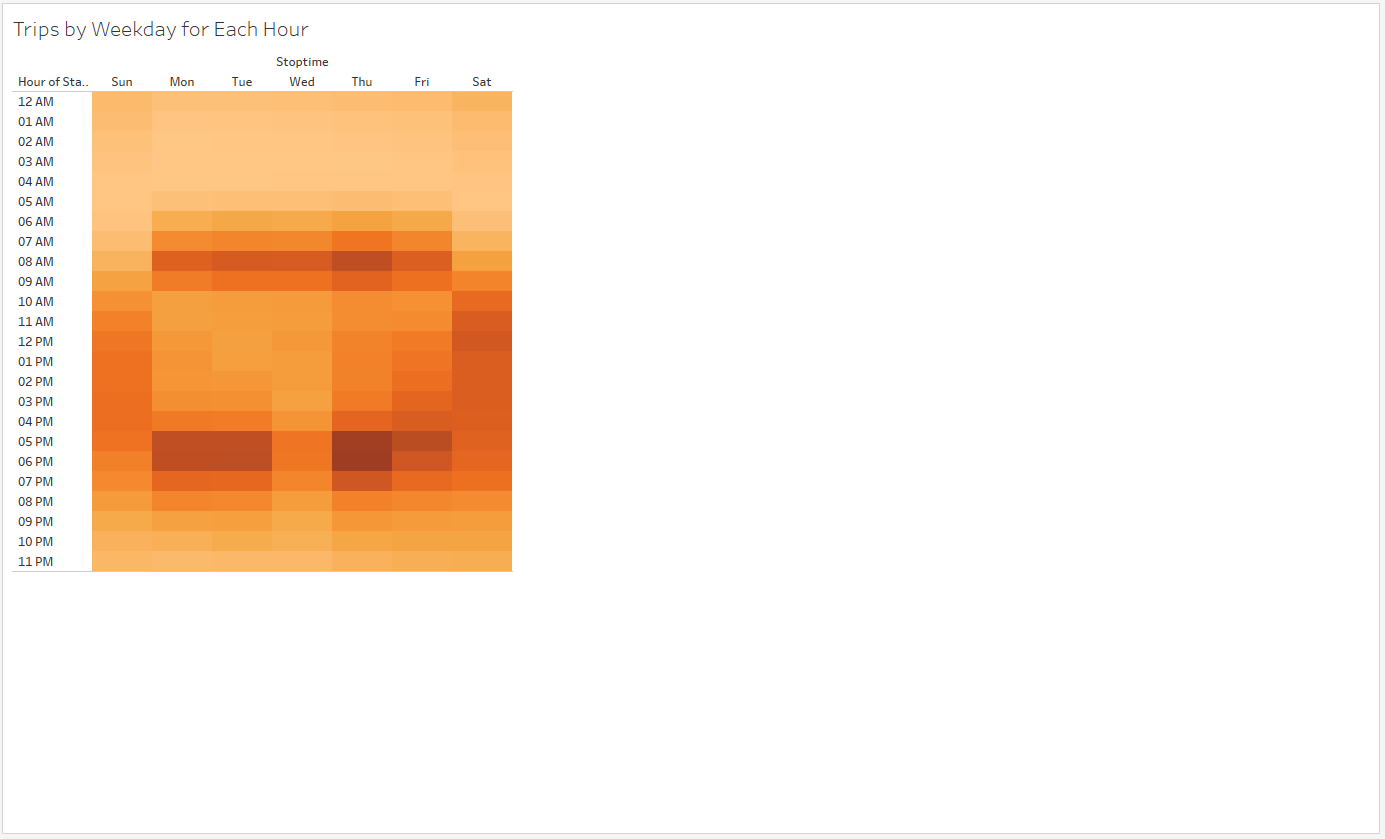 Trips by Weekday for Each Hour
Stoptime
Hour of Sta.. Sun Mon Tue Wed Thu Fri Sat
12 AM
01 AM
02 AM
03 AM
04 AM
05 AM
06 AM
07 AM
08 AM
09 AM
10 AM
11 AM
12 PM
01 PM
02 PM
03 PM
04 PM
05 PM
06 PM
07 PM
08 PM
09 PM
10 PM
11 PM